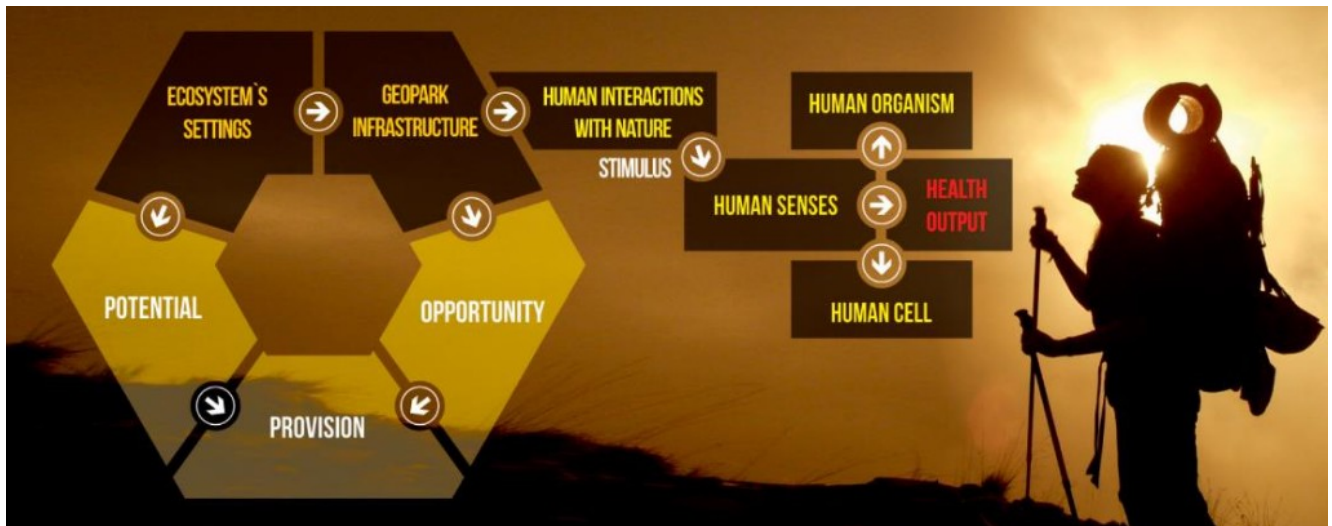 ECOSYSTEM`S
SETTINGS
GEOPARK
INFRASTRUCTURE
HUMAN INTERACTIONS
WITH NATURE
STIMULUS
HUMAN ORGANISM
HUMAN SENSES
HEALTH
OUTPUT
HUMAN CELL
POTENTIAL
OPPORTUNITY
PROVISION